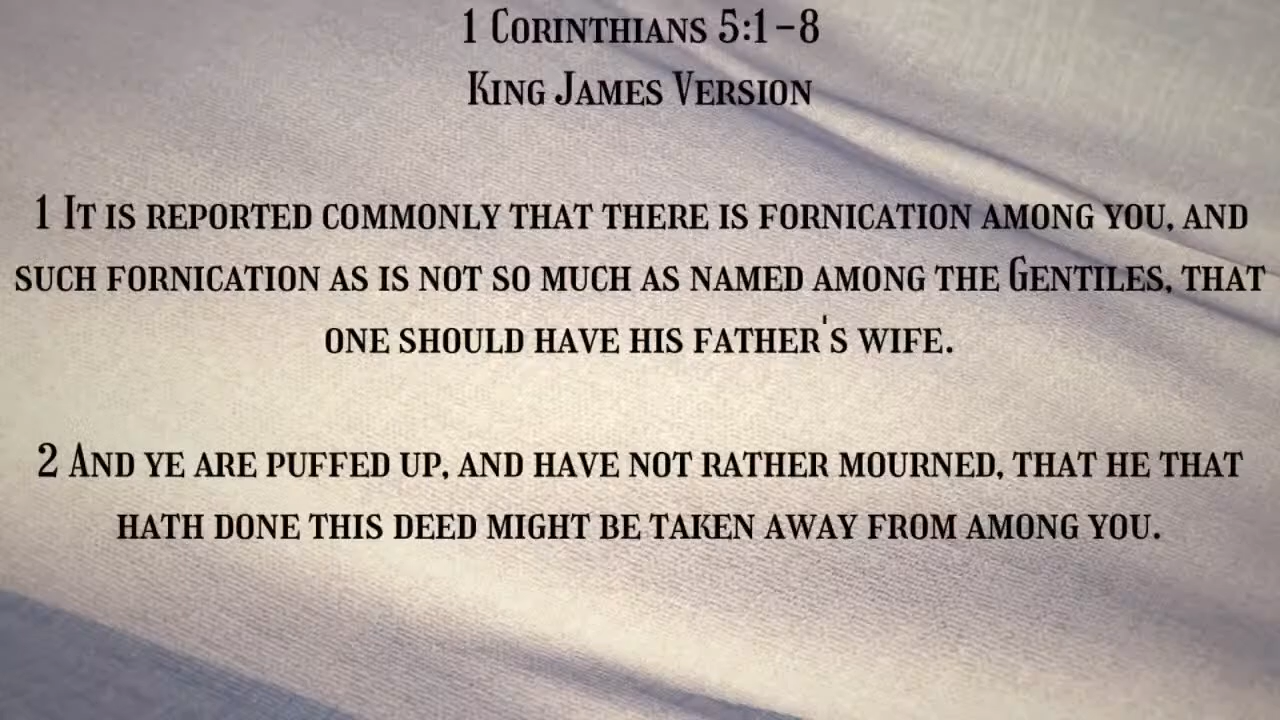 1 Corinthians 5:1-8
King James Version
1 It is reported commonly that there is fornication among you, and
such fornication as is not so much as named among the Gentiles, that
one should have his father's wife.
2 And ye are puffed up, and have not rather mourned, that he that
hath done this deed might be taken away from among you.